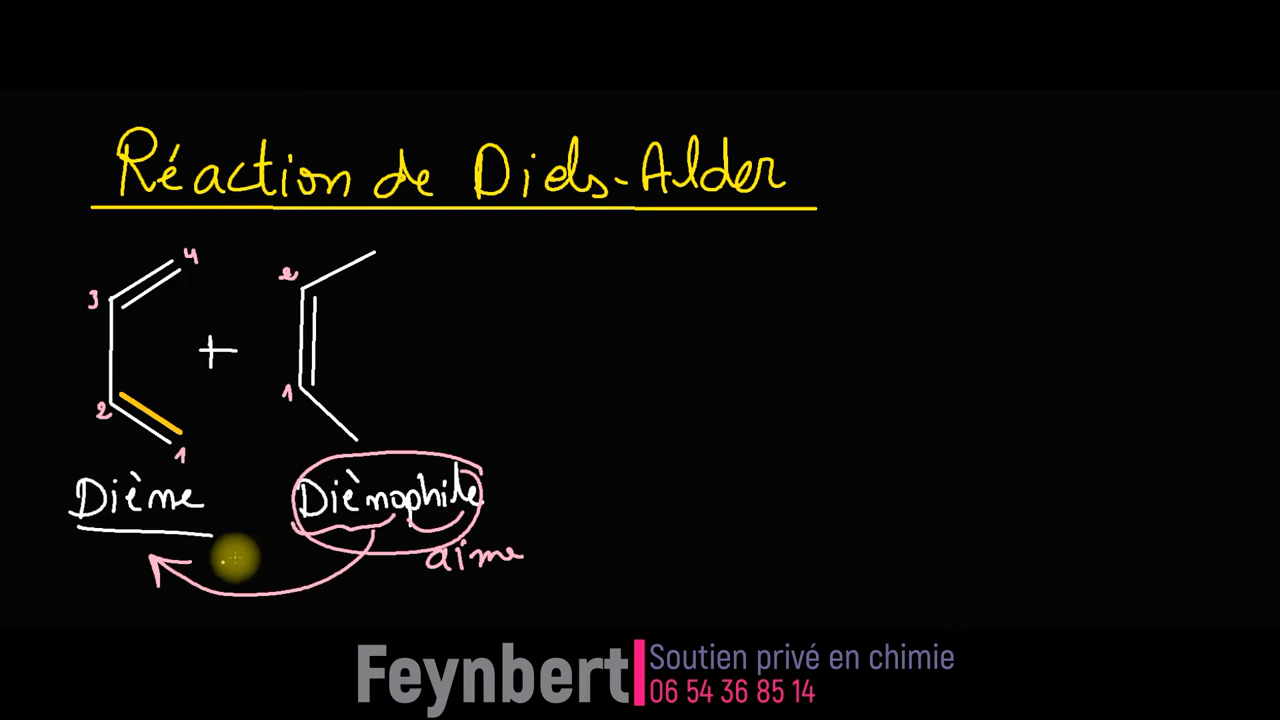 Réaction de Diels-Alder
4
3
2
1
+
2
1
Diène
Diènophile
aime
Feynbert
Soutien privé en chimie
06 54 36 85 14